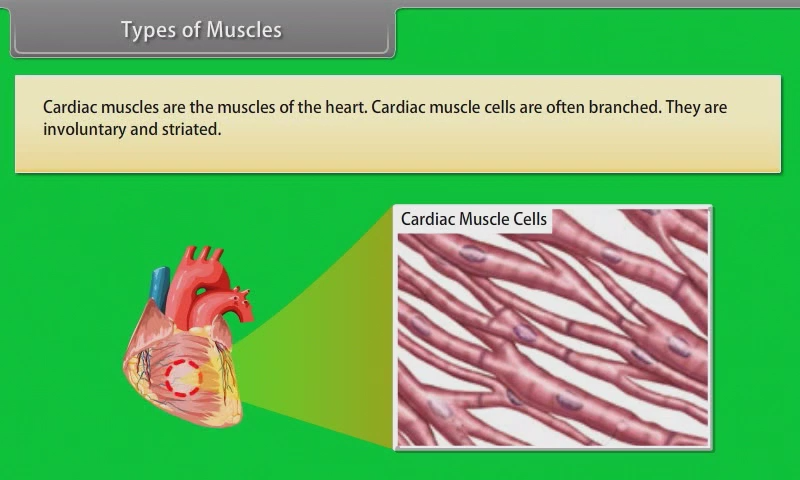 Types of Muscles
Cardiac muscles are the muscles of the heart. Cardiac muscle cells are often branched. They are
involuntary and striated.
Cardiac Muscle Cells